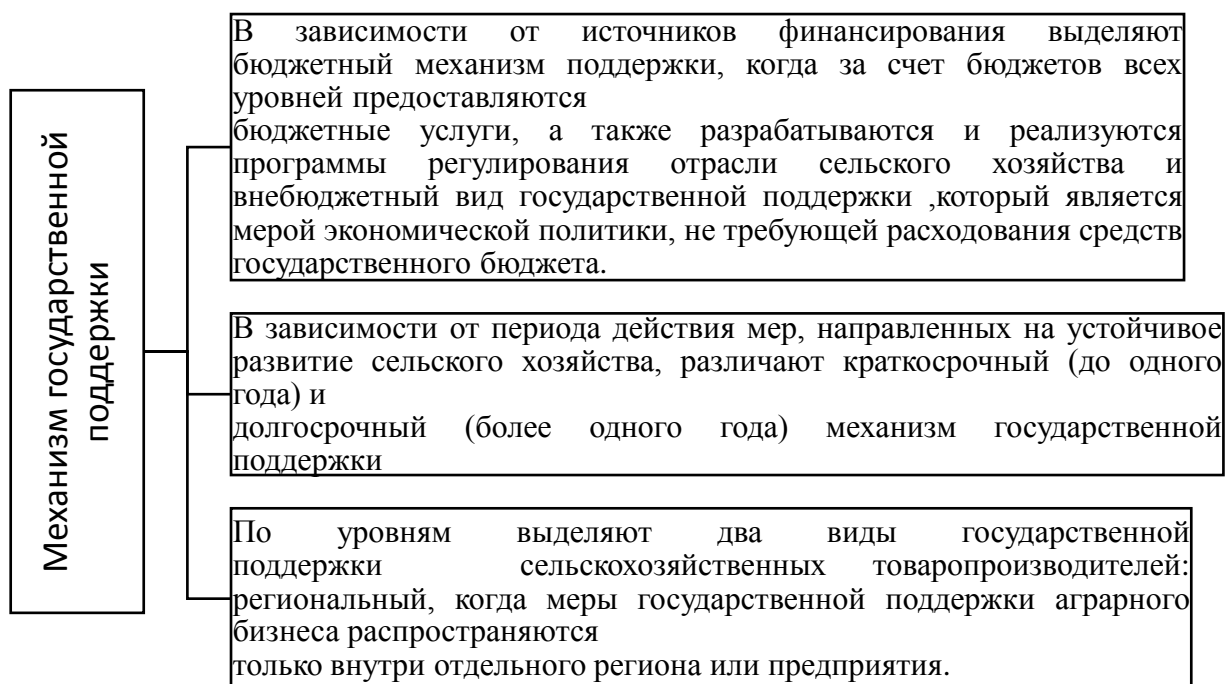 Механизм государственной
поддержки
В зависимости от источников финансирования выделяют
бюджетный механизм поддержки, когда за счет бюджетов всех
уровней предоставляются
бюджетные услуги, а также разрабатываются и реализуются
программы регулирования отрасли сельского хозяйства и
внебюджетный вид государственной поддержки ,который является
мерой экономической политики, не требующей расходования средств
государственного бюджета.
В зависимости от периода действия мер, направленных на устойчивое
развитие сельского хозяйства, различают краткосрочный (до одного
года) и
долгосрочный (более одного года) механизм государственной
поддержки
По уровням выделяют два виды государственной
поддержки сельскохозяйственных товаропроизводителей:
региональный, когда меры государственной поддержки аграрного
бизнеса распространяются
только внутри отдельного региона или предприятия.